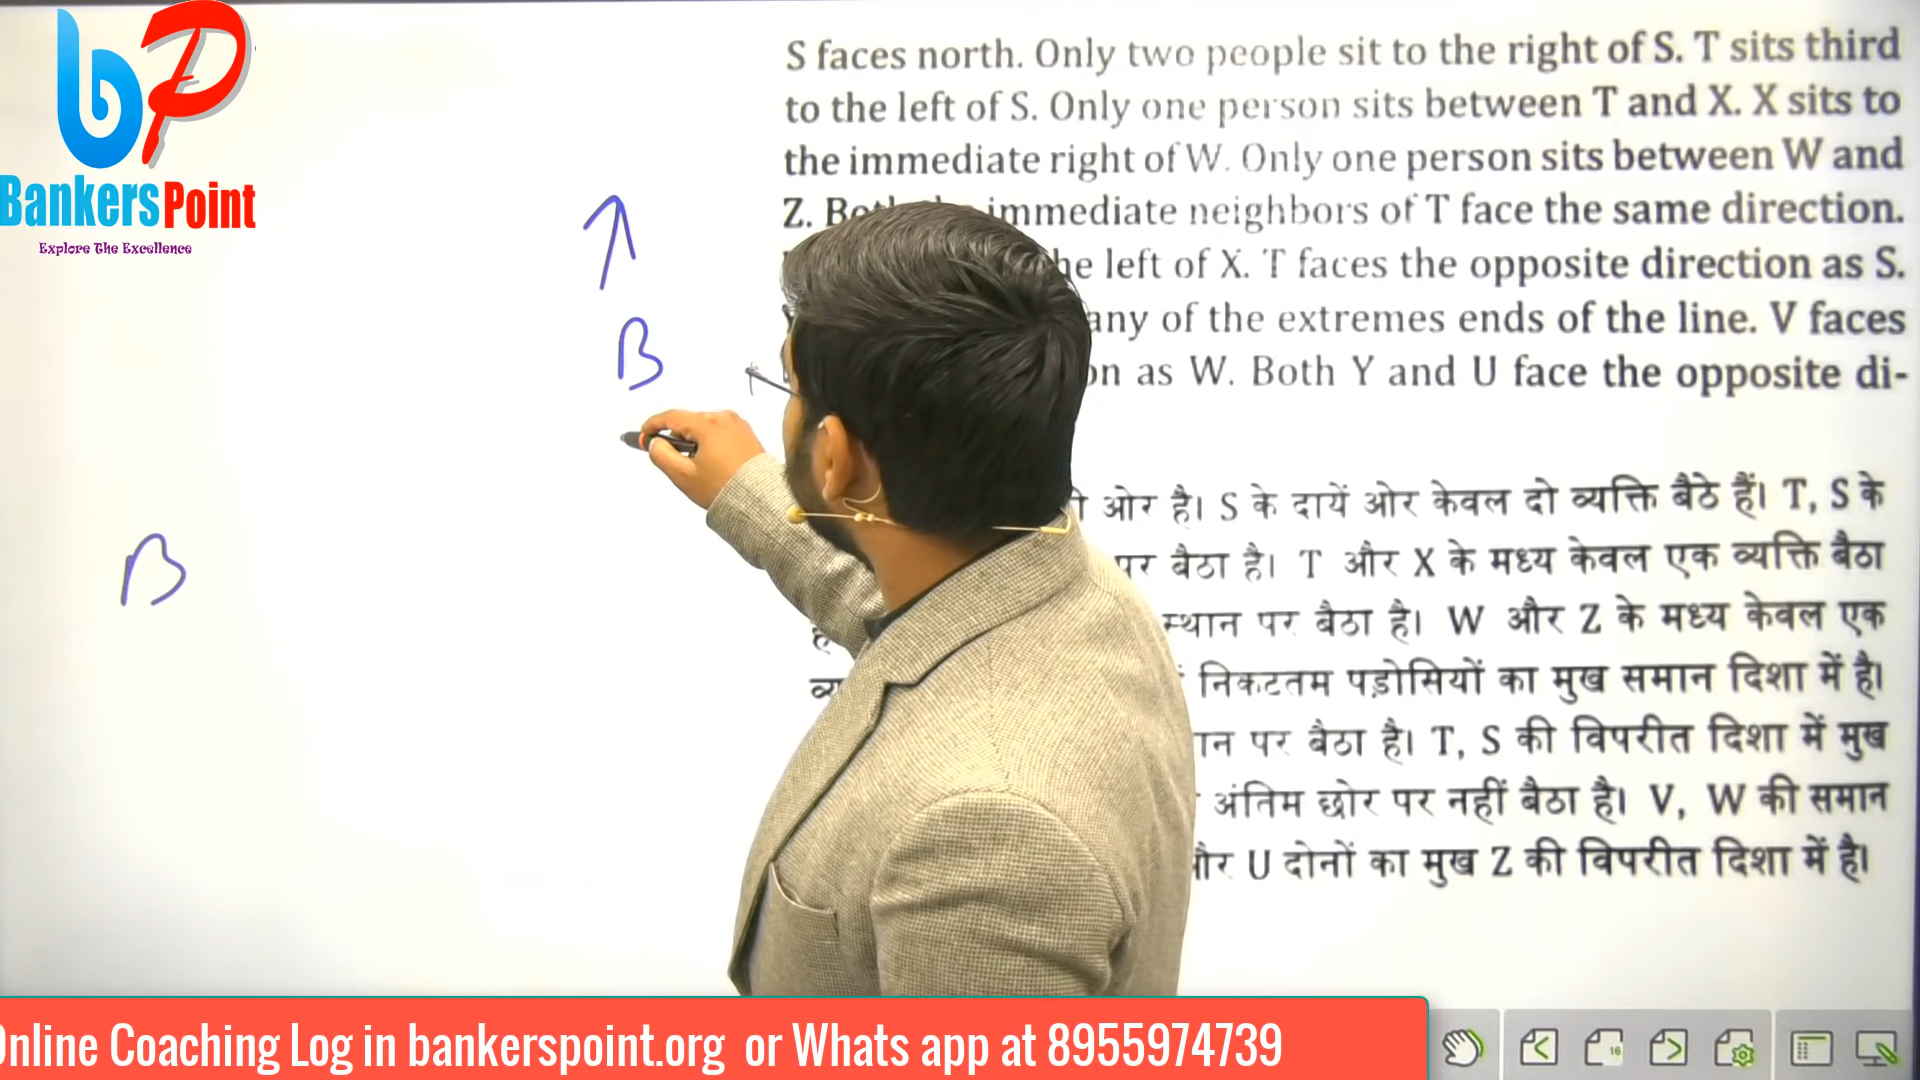 bP
BankersPoint
Explore The Excellence
S faces north. Only two people sit to the right of S. T sits third
to the left of S. Only one person sits between T and X. X sits to
the immediate right of W. Only one person sits between W and
Z. immediate neighbors of T face the same direction.
left of X. T faces the opposite direction as S.
any of the extremes ends of the line. V faces
as W. Both Y and U face the opposite di-
ओर है। S के दायें ओर केवल दो व्यक्ति बैठे हैं। T, S के
पर बैठा है। T और X के मध्य केवल एक व्यक्ति बैठा
स्थान पर बैठा है। W और Z के मध्य केवल एक
निकटतम पड़ोसियों का मुख समान दिशा में है।
पर बैठा है। T, S की विपरीत दिशा में मुख
अंतिम छोर पर नहीं बैठा है। V, W की समान
U दोनों का मुख Z की विपरीत दिशा में है।
B
B
Online Coaching Log in bankerspoint.org or Whats app at 8955974739
16